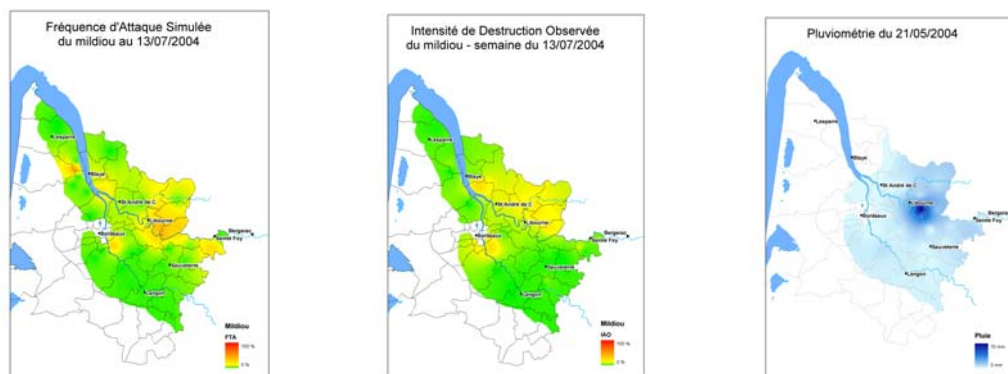 Fréquence d'Attaque Simulée
du mildiou au 13/07/2004
Lesparre
Blaye
St André de C
Libourne
Bordeaux
Bergerac
Sainte Foy
Sauveterre
Langon
Mildiou
FTA
100 %
0 %
Intensité de Destruction Observée
du mildiou - semaine du 13/07/2004
Lesparre
Blaye
St André de C
Libourne
Bordeaux
Bergerac
Sainte Foy
Sauveterre
Langon
Mildiou
IAO
100 %
0 %
Pluviométrie du 21/05/2004
Lesparre
Blaye
St André de C
Libourne
Bordeaux
Bergerac
Sainte Foy
Sauveterre
Langon
Pluie
0 mm